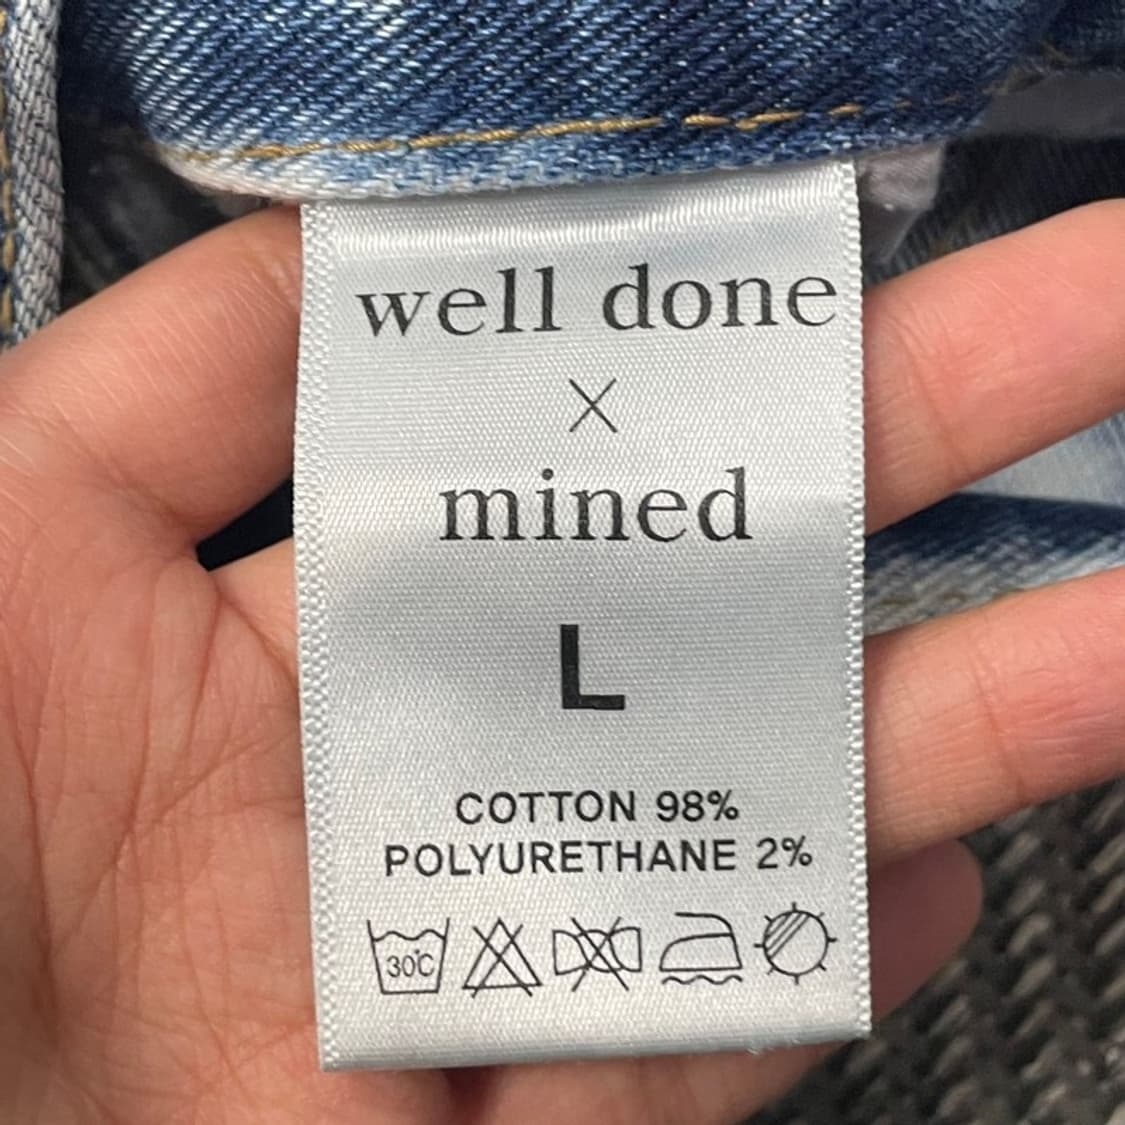 well done
×
mined
L
COTTON 98%
POLYURETHANE 2%
30℃